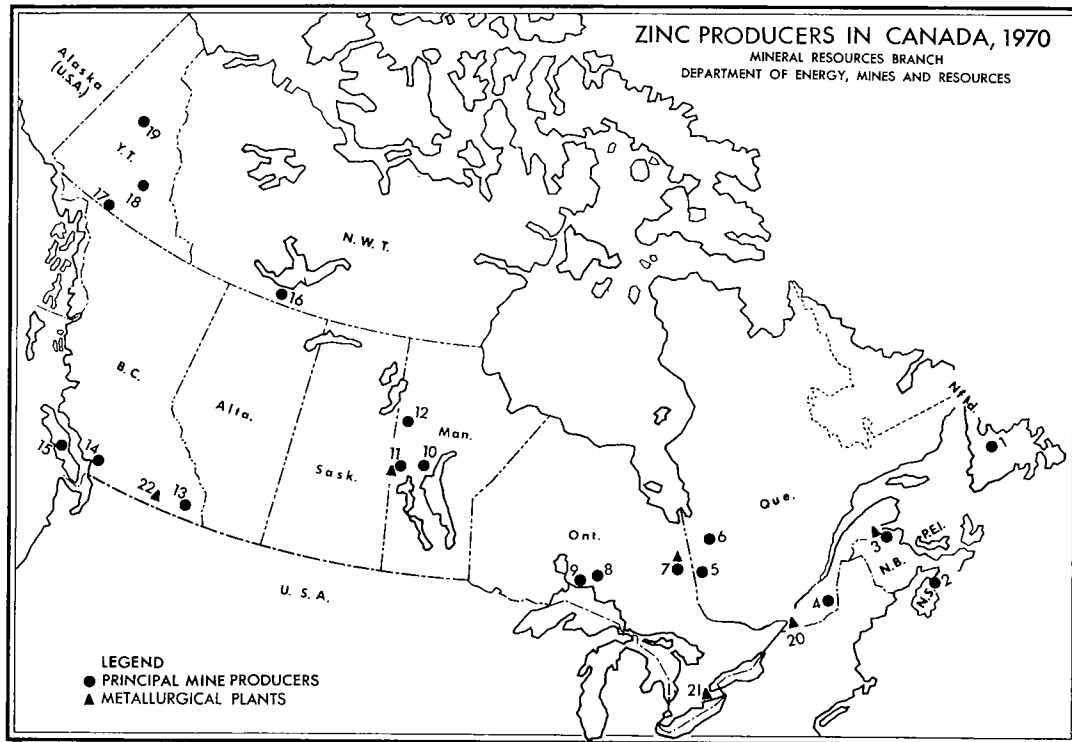 ZINC PRODUCERS IN CANADA, 1970
MINERAL RESOURCES BRANCH
DEPARTMENT OF ENERGY, MINES AND RESOURCES
Alaska
(U.S.A.)
19
Y.T.
17
18
N.W.T.
16
B.C.
Alta.
Sask.
Man.
12
11
10
15
14
22
13
Ont.
Que.
Nfld.
1
6
7
5
9
8
3
P.E.I.
N.B.
N.S.
2
4
20
21
U.S.A.
LEGEND
● PRINCIPAL MINE PRODUCERS
▲ METALLURGICAL PLANTS